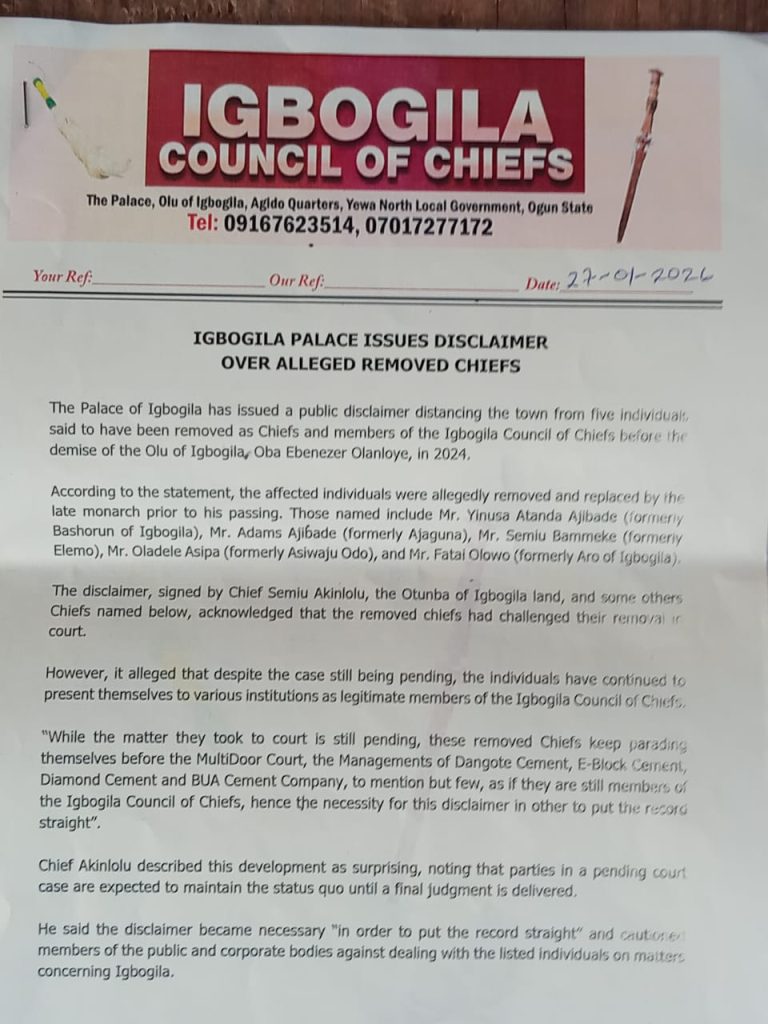 IGBOGILA
COUNCIL OF CHIEFS
The Palace, Olu of Igbogila, Agido Quarters, Yewa North Local Government, Ogun State
Tel: 09167623514, 07017277172
Your Ref: Our Ref: Date: 27-01-2026
IGBOGILA PALACE ISSUES DISCLAIMER
OVER ALLEGED REMOVED CHIEFS
The Palace of Igbogila has issued a public disclaimer distancing the town from five individuals
said to have been removed as Chiefs and members of the Igbogila Council of Chiefs before the
demise of the Olu of Igbogila, Oba Ebenezer Olanloye, in 2024.
According to the statement, the affected individuals were allegedly removed and replaced by the
late monarch prior to his passing. Those named include Mr. Yinusa Atanda Ajibade (formerly
Bashorun of Igbogila), Mr. Adams Ajibade (formerly Ajaguna), Mr. Semiu Bammeke (formerly
Elemo), Mr. Oladele Asipa (formerly Asiwaju Odo), and Mr. Fatai Olowo (formerly Aro of Igbogila).
The disclaimer, signed by Chief Semiu Akinlolu, the Otunba of Igbogila land, and some others
Chiefs named below, acknowledged that the removed chiefs had challenged their removal in
court.
However, it alleged that despite the case still being pending, the individuals have continued to
present themselves to various institutions as legitimate members of the Igbogila Council of Chiefs.
"While the matter they took to court is still pending, these removed Chiefs keep parading
themselves before the MultiDoor Court, the Managements of Dangote Cement, E-Block Cement,
Diamond Cement and BUA Cement Company, to mention but few, as if they are still members of
the Igbogila Council of Chiefs, hence the necessity for this disclaimer in other to put the record
straight".
Chief Akinlolu described this development as surprising, noting that parties in a pending court
case are expected to maintain the status quo until a final judgment is delivered.
He said the disclaimer became necessary "in order to put the record straight" and cautioned
members of the public and corporate bodies against dealing with the listed individuals on matters
concerning Igbogila.